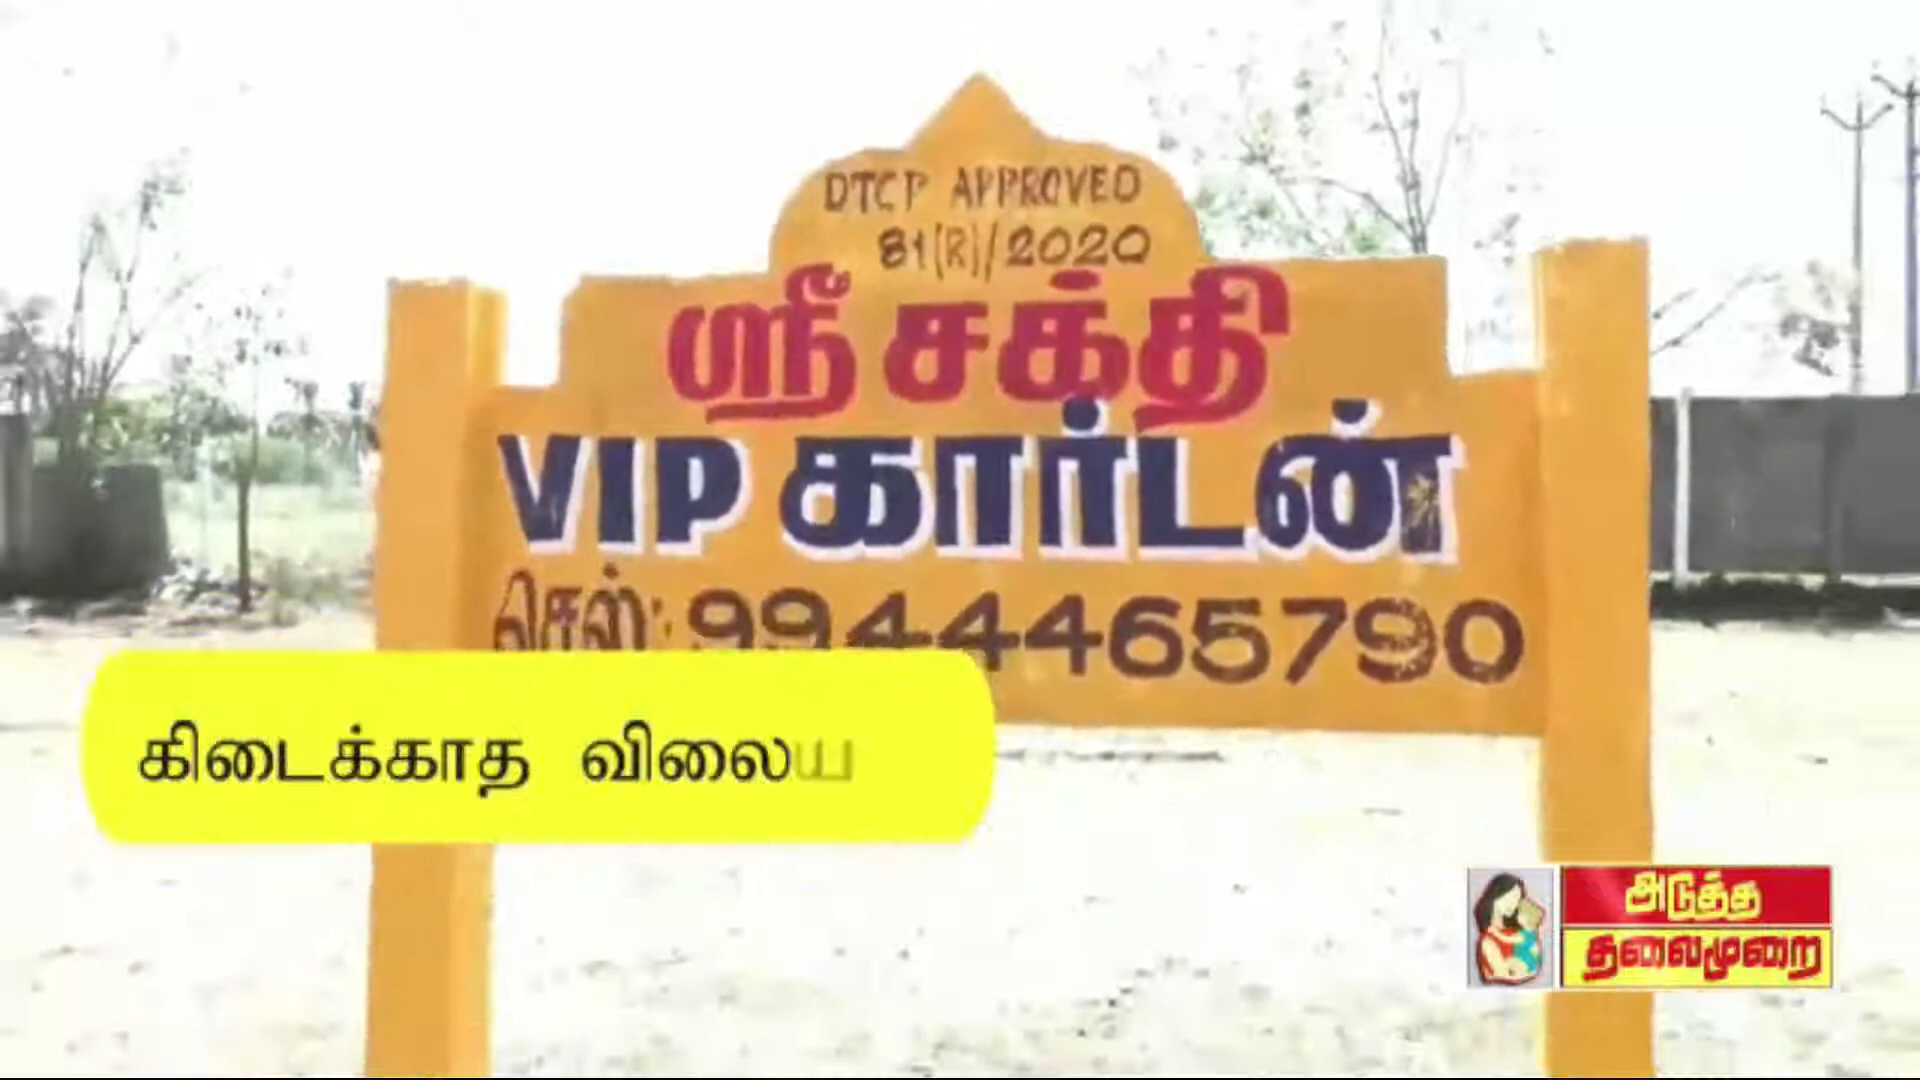 DTCP APPROVED
81(R)/2020
ஸ்ரீ சக்தி
VIP கார்டன்
செல்: 9944465790
கிடைக்காத விலைய
அடுத்த
தலைமுறை